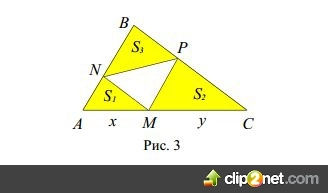 B
P
S₃
N
S₁
S₂
A x M y C
Рис. 3
clip2net.com